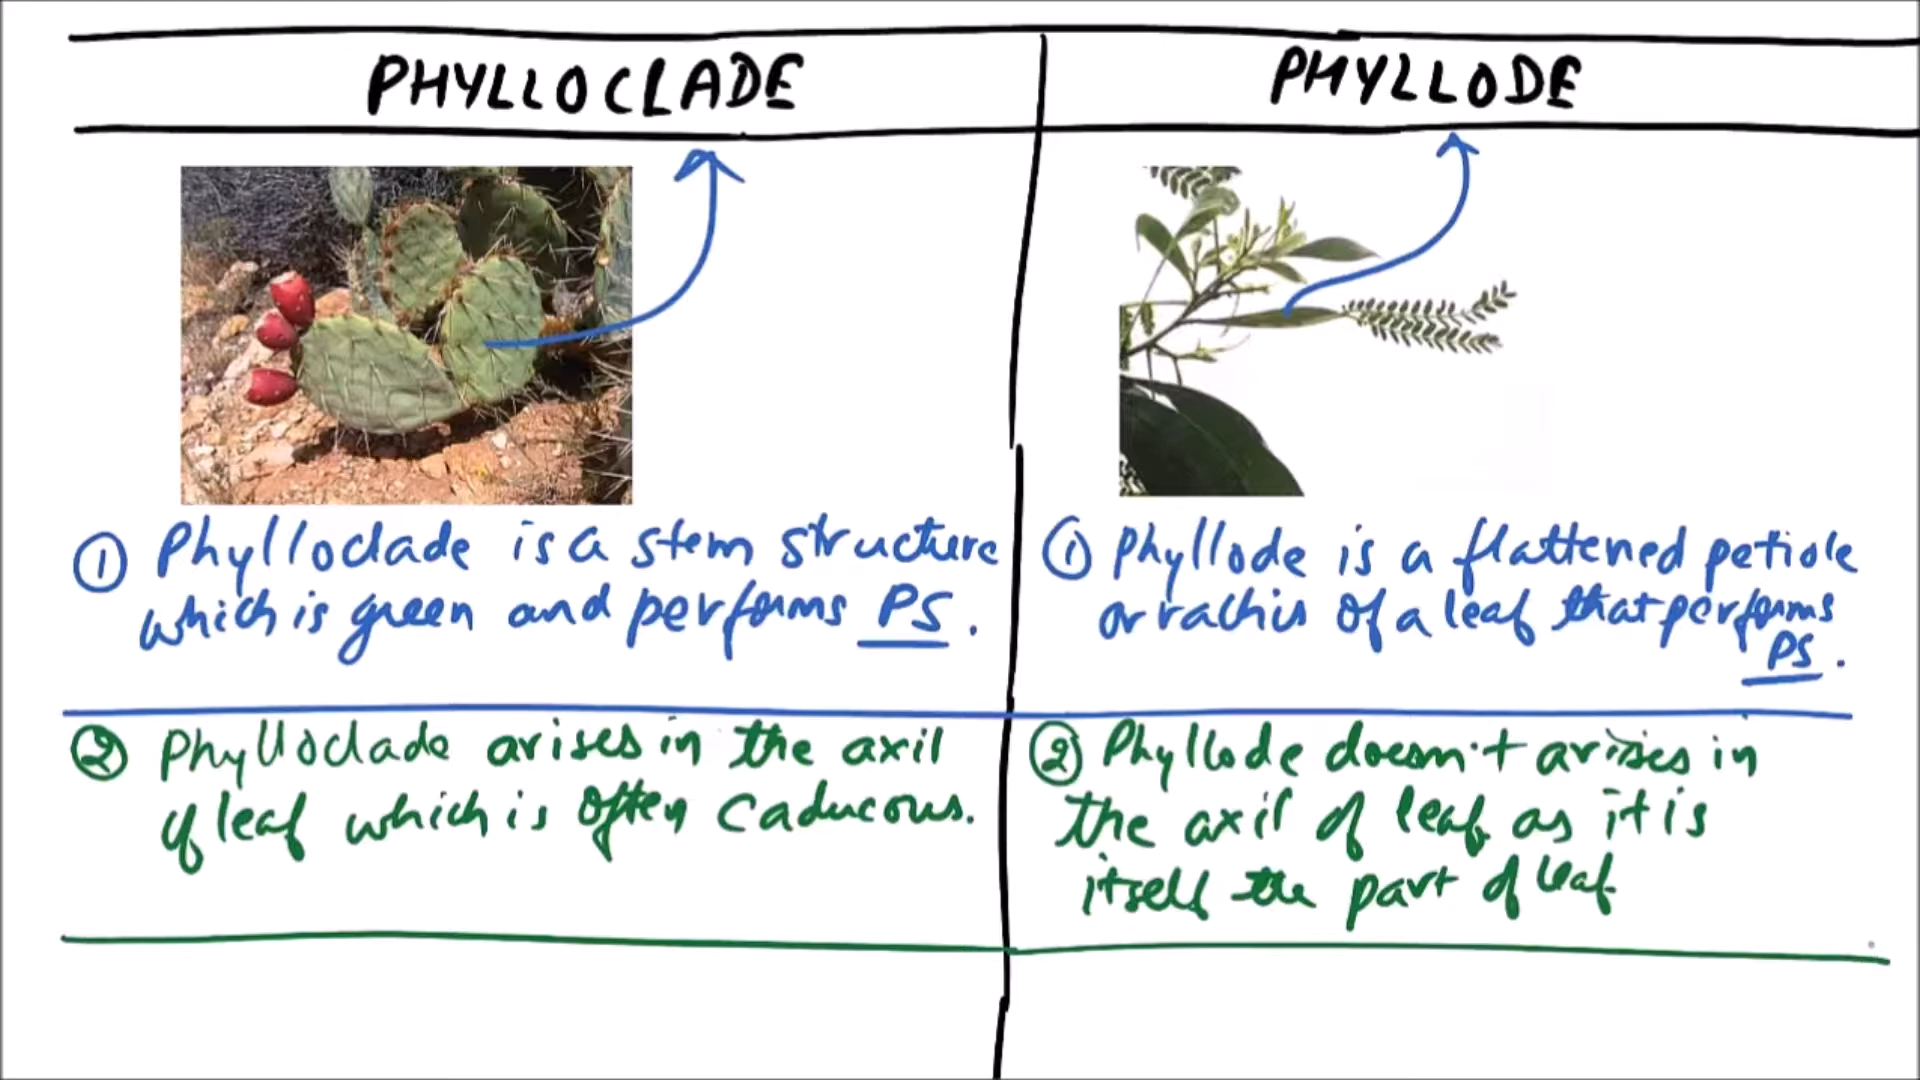 PHYLLOCLADE
PHYLLODE
① Phylloclade is a stem structure
which is green and performs PS.
① Phyllode is a flattened petiole
or rachis of a leaf that performs
PS.
② Phylloclade arises in the axil
of leaf which is often caducous.
② Phyllode doesn't arises in
the axil of leaf as it is
itself the part of leaf